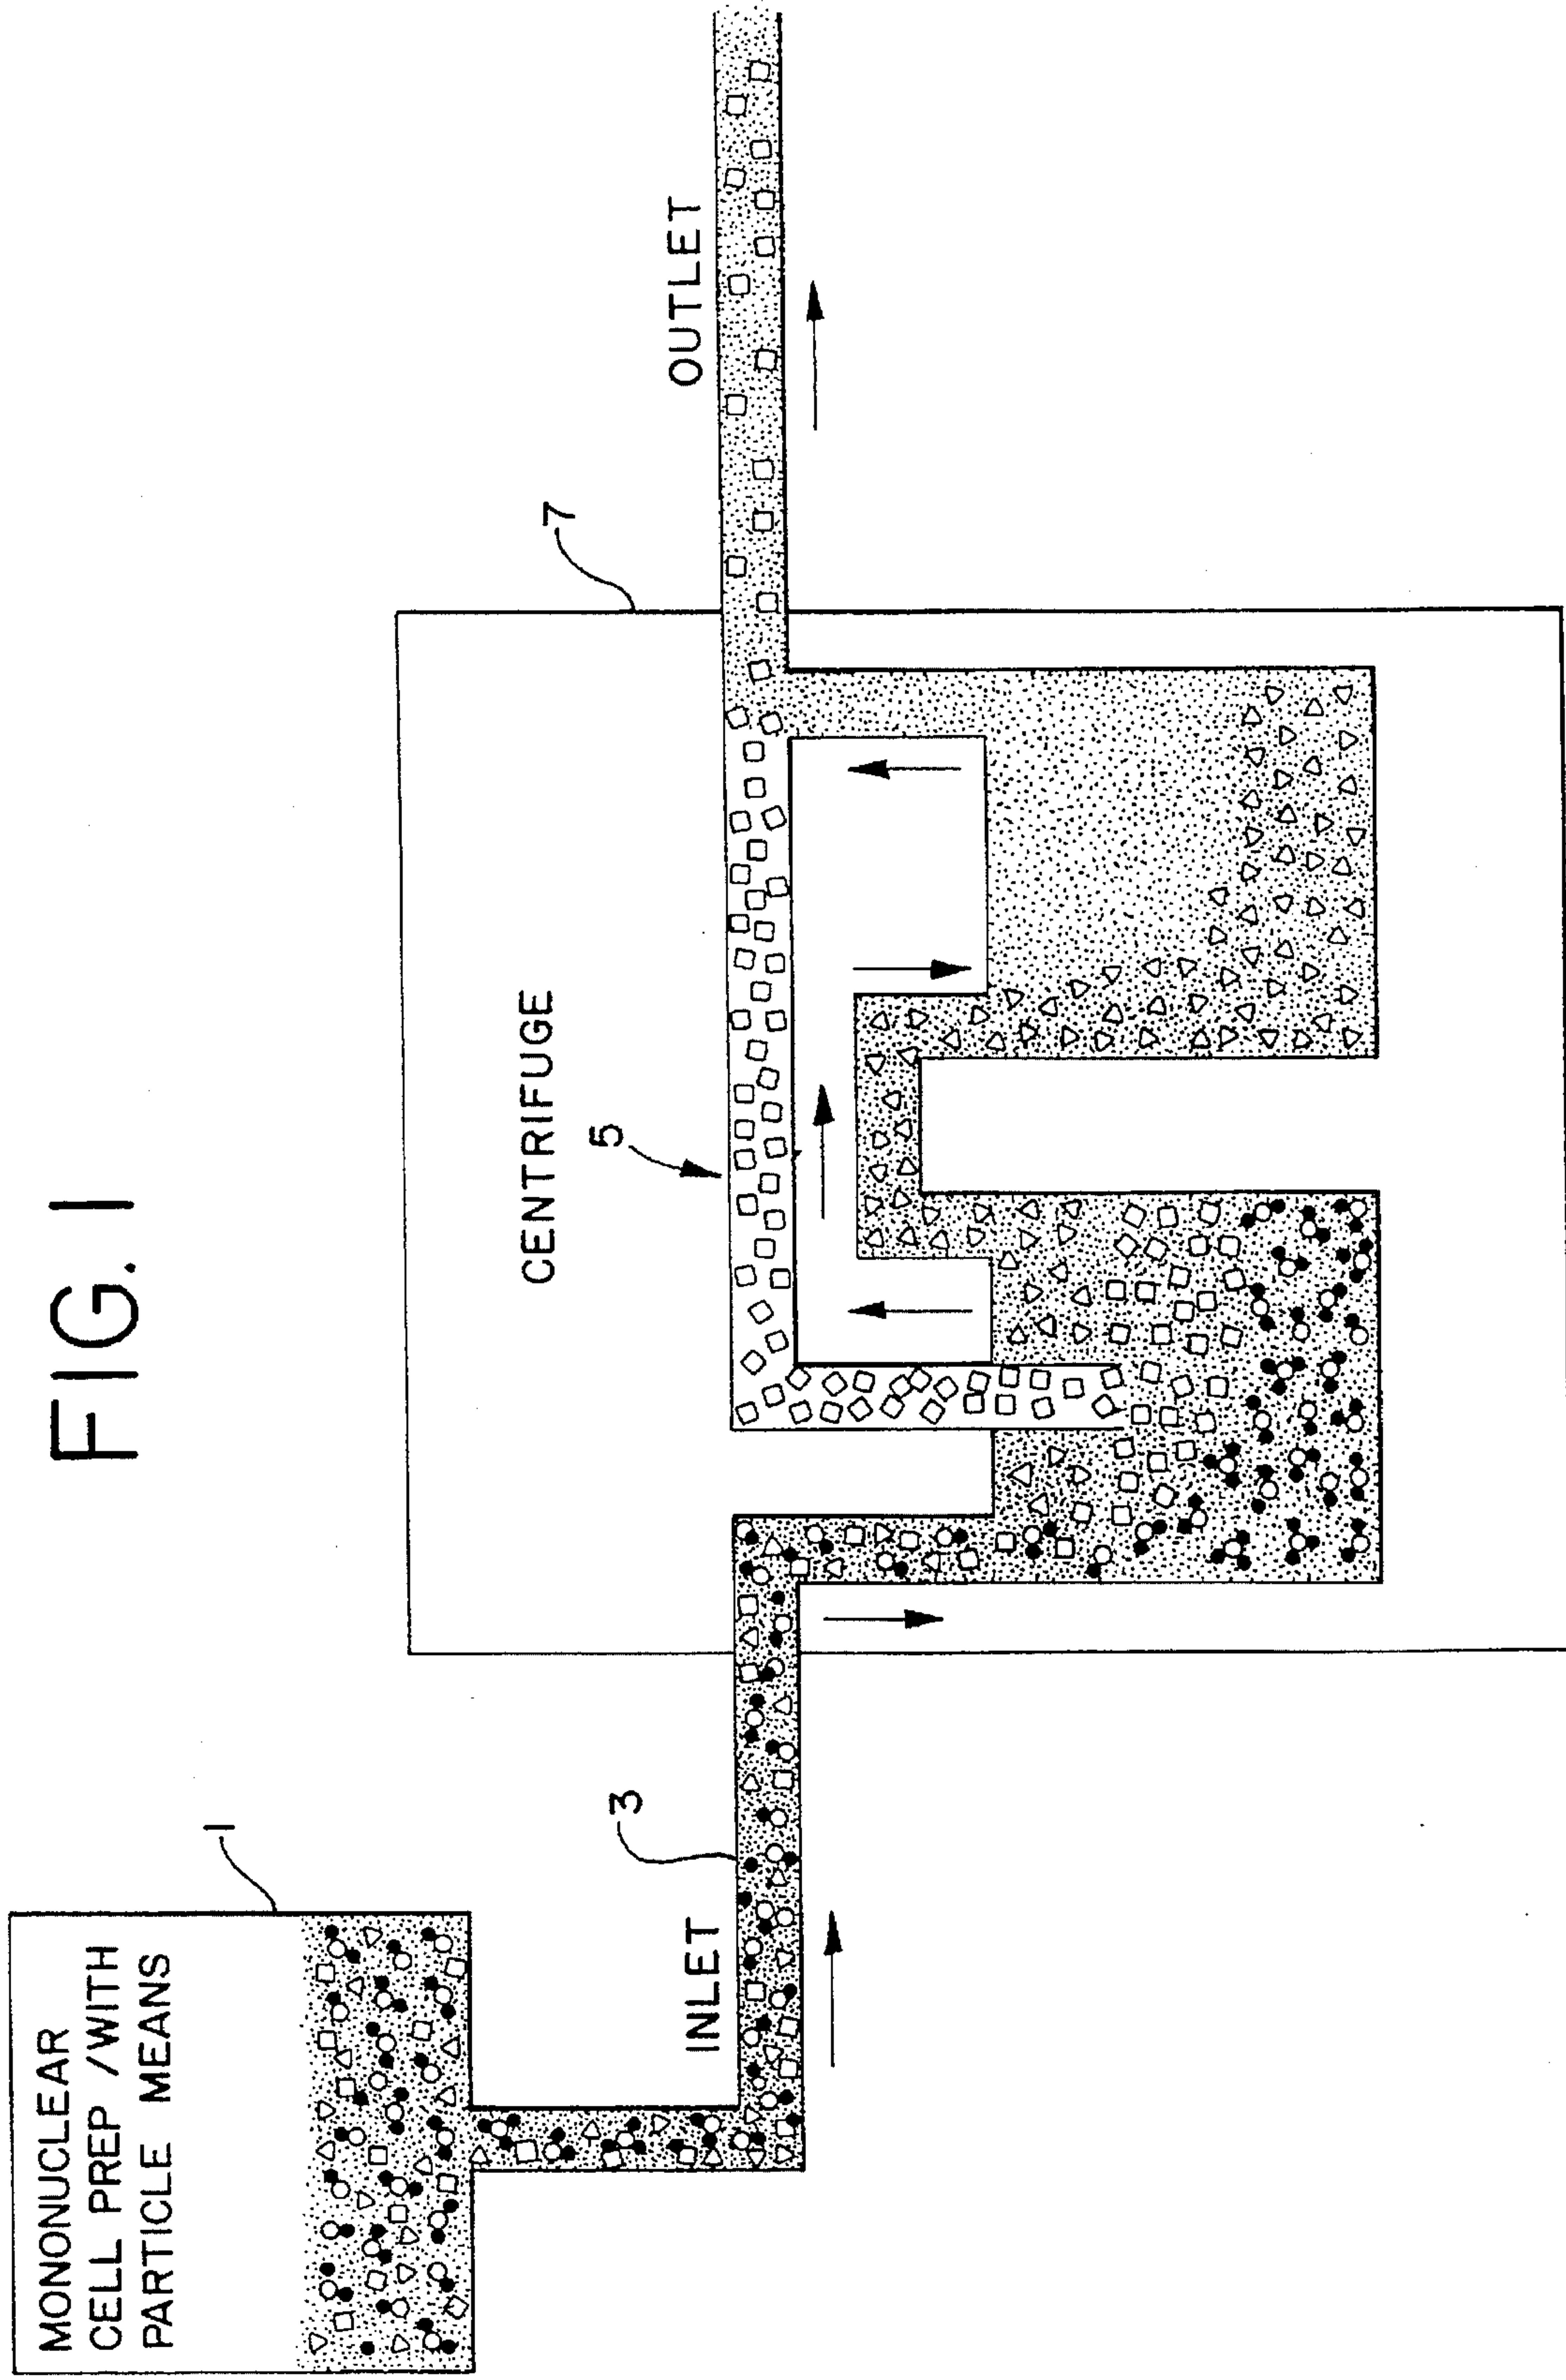 FIG. 1
MONONUCLEAR
CELL PREP /WITH
PARTICLE MEANS
1
INLET
3
CENTRIFUGE
5
7
OUTLET